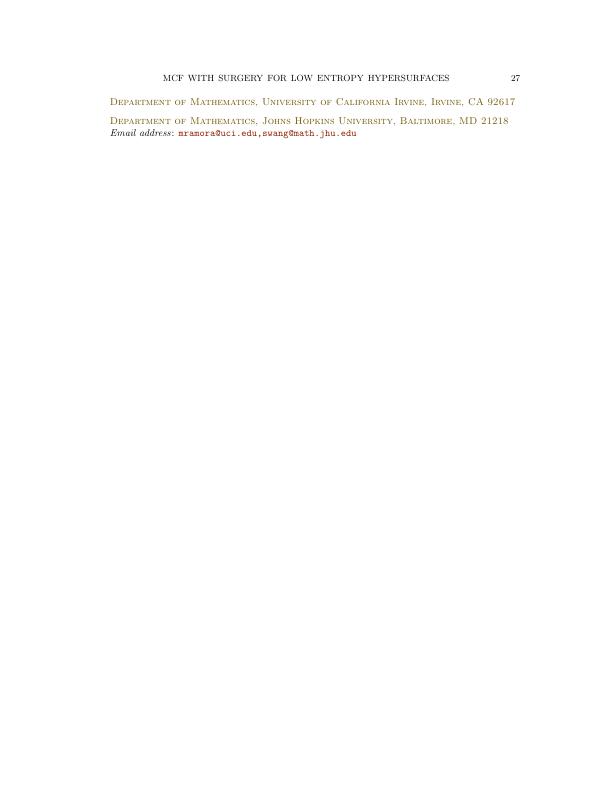 MCF WITH SURGERY FOR LOW ENTROPY HYPERSURFACES 27
Department of Mathematics, University of California Irvine, Irvine, CA 92617
Department of Mathematics, Johns Hopkins University, Baltimore, MD 21218
Email address: mramora@uci.edu,swang@math.jhu.edu